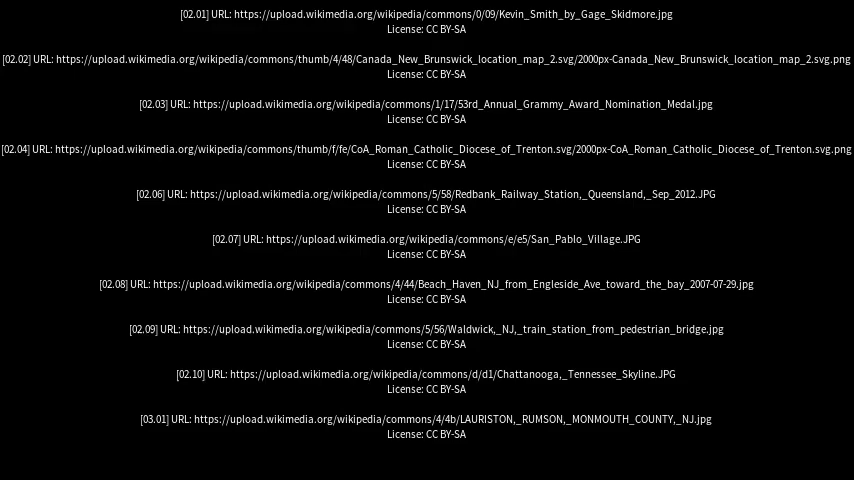 [02.01] URL: https://upload.wikimedia.org/wikipedia/commons/0/09/Kevin_Smith_by_Gage_Skidmore.jpg
License: CC BY-SA
[02.02] URL: https://upload.wikimedia.org/wikipedia/commons/thumb/4/48/Canada_New_Brunswick_location_map_2.svg/2000px-Canada_New_Brunswick_location_map_2.svg.png
License: CC BY-SA
[02.03] URL: https://upload.wikimedia.org/wikipedia/commons/1/17/53rd_Annual_Grammy_Award_Nomination_Medal.jpg
License: CC BY-SA
[02.04] URL: https://upload.wikimedia.org/wikipedia/commons/thumb/f/fe/CoA_Roman_Catholic_Diocese_of_Trenton.svg/2000px-CoA_Roman_Catholic_Diocese_of_Trenton.svg.png
License: CC BY-SA
[02.06] URL: https://upload.wikimedia.org/wikipedia/commons/5/58/Redbank_Railway_Station,_Queensland,_Sep_2012.JPG
License: CC BY-SA
[02.07] URL: https://upload.wikimedia.org/wikipedia/commons/e/e5/San_Pablo_Village.JPG
License: CC BY-SA
[02.08] URL: https://upload.wikimedia.org/wikipedia/commons/4/44/Beach_Haven_NJ_from_Engleside_Ave_toward_the_bay_2007-07-29.jpg
License: CC BY-SA
[02.09] URL: https://upload.wikimedia.org/wikipedia/commons/5/56/Waldwick,_NJ,_train_station_from_pedestrian_bridge.jpg
License: CC BY-SA
[02.10] URL: https://upload.wikimedia.org/wikipedia/commons/d/d1/Chattanooga,_Tennessee_Skyline.JPG
License: CC BY-SA
[03.01] URL: https://upload.wikimedia.org/wikipedia/commons/4/4b/LAURISTON,_RUMSON,_MONMOUTH_COUNTY,_NJ.jpg
License: CC BY-SA